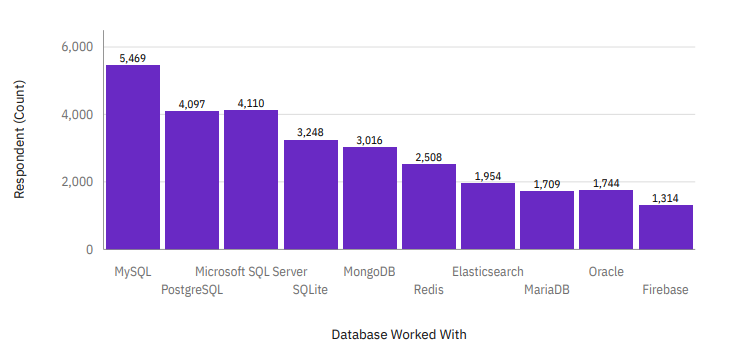 6,000
4,000
2,000
0
Respondent (Count)
5,469
4,097
4,110
3,248
3,016
2,508
1,954
1,709
1,744
1,314
MySQL
PostgreSQL
Microsoft SQL Server
SQLite
MongoDB
Redis
Elasticsearch
MariaDB
Oracle
Firebase
Database Worked With